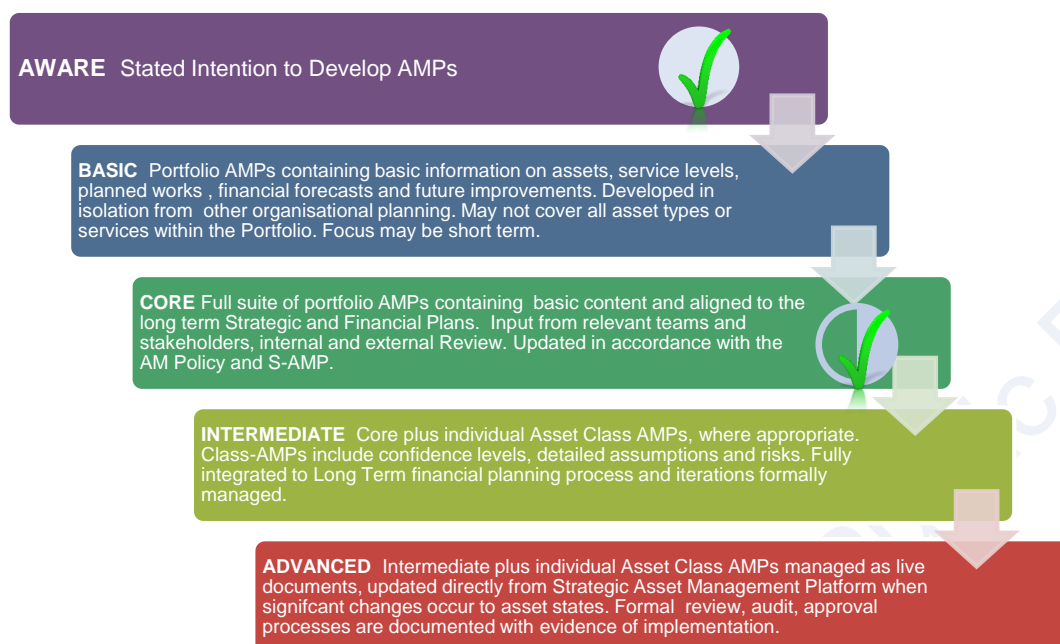 AWARE Stated Intention to Develop AMPs
BASIC Portfolio AMPs containing basic information on assets, service levels,
planned works , financial forecasts and future improvements. Developed in
isolation from other organisational planning. May not cover all asset types or
services within the Portfolio. Focus may be short term.
CORE Full suite of portfolio AMPs containing basic content and aligned to the
long term Strategic and Financial Plans. Input from relevant teams and
stakeholders, internal and external Review. Updated in accordance with the
AM Policy and S-AMP.
INTERMEDIATE Core plus individual Asset Class AMPs, where appropriate.
Class-AMPs include confidence levels, detailed assumptions and risks. Fully
integrated to Long Term financial planning process and iterations formally
managed.
ADVANCED Intermediate plus individual Asset Class AMPs managed as live
documents, updated directly from Strategic Asset Management Platform when
signifcant changes occur to asset states. Formal review, audit, approval
processes are documented with evidence of implementation.